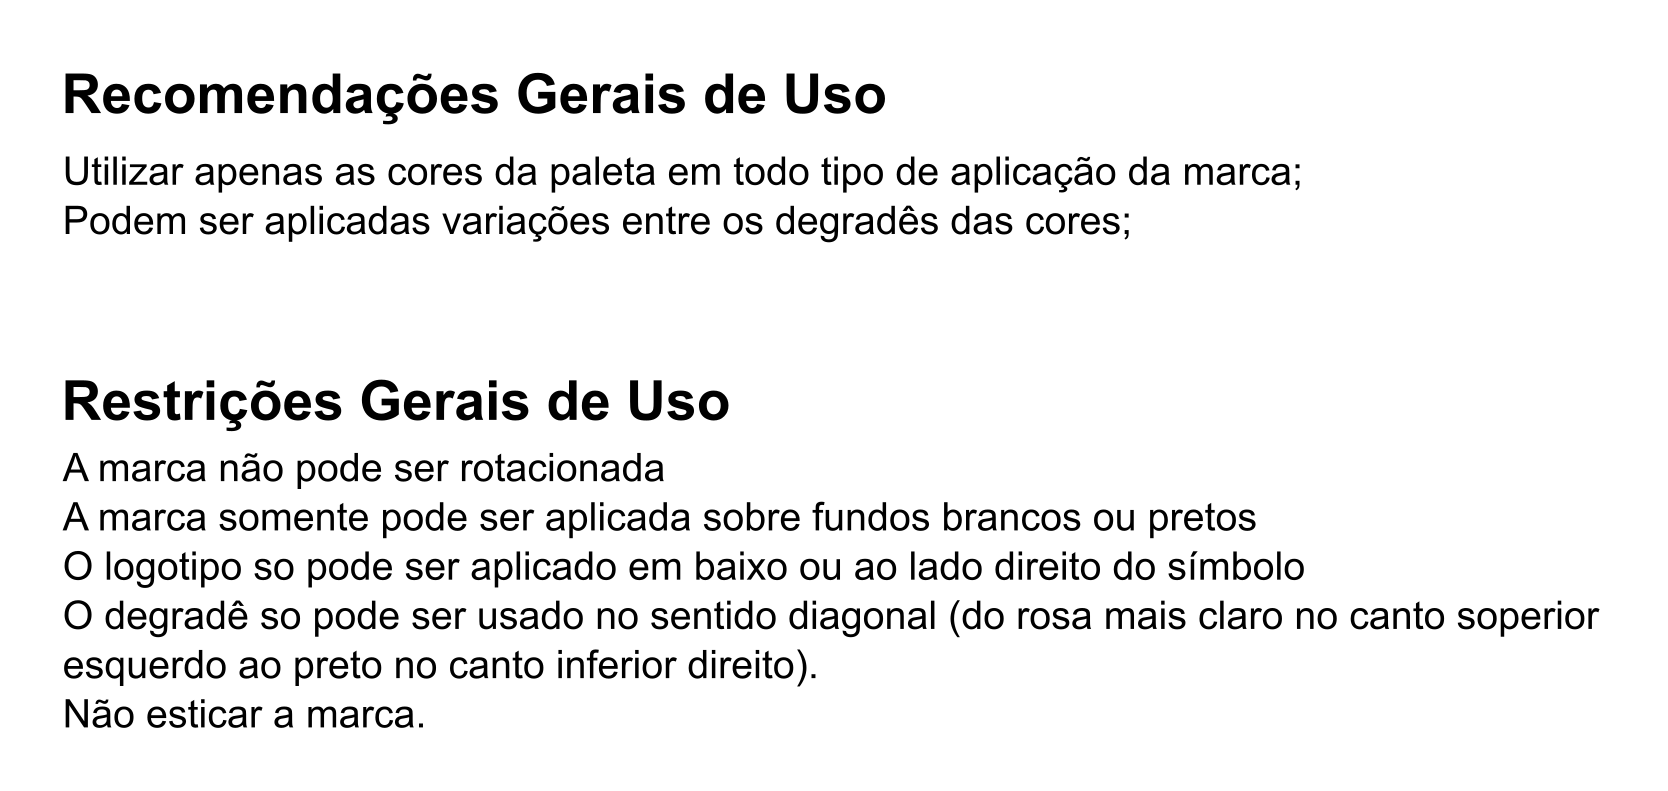 Recomendações Gerais de Uso
Utilizar apenas as cores da paleta em todo tipo de aplicação da marca;
Podem ser aplicadas variações entre os degradês das cores;
Restrições Gerais de Uso
A marca não pode ser rotacionada
A marca somente pode ser aplicada sobre fundos brancos ou pretos
O logotipo so pode ser aplicado em baixo ou ao lado direito do símbolo
O degradê so pode ser usado no sentido diagonal (do rosa mais claro no canto soperior
esquerdo ao preto no canto inferior direito).
Não esticar a marca.